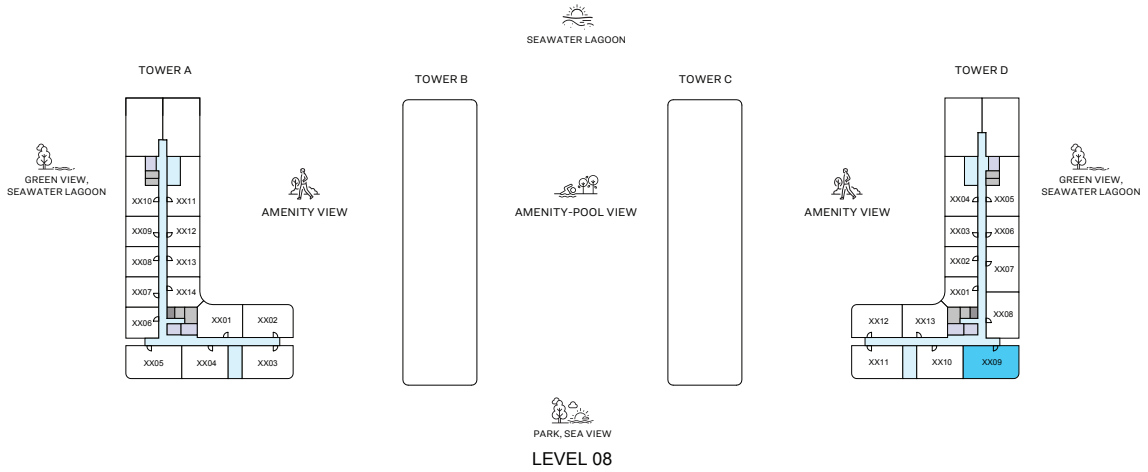 SEAWATER LAGOON
TOWER A
TOWER B
TOWER C
TOWER D
GREEN VIEW,
SEAWATER LAGOON
AMENITY VIEW
AMENITY-POOL VIEW
AMENITY VIEW
GREEN VIEW,
SEAWATER LAGOON
XX10 XX11
XX09 XX12
XX08 XX13
XX07 XX14
XX06 XX01 XX02
XX05 XX04 XX03
XX04 XX05
XX03 XX06
XX02 XX07
XX01
XX12 XX13 XX08
XX11 XX10 XX09
PARK, SEA VIEW
LEVEL 08